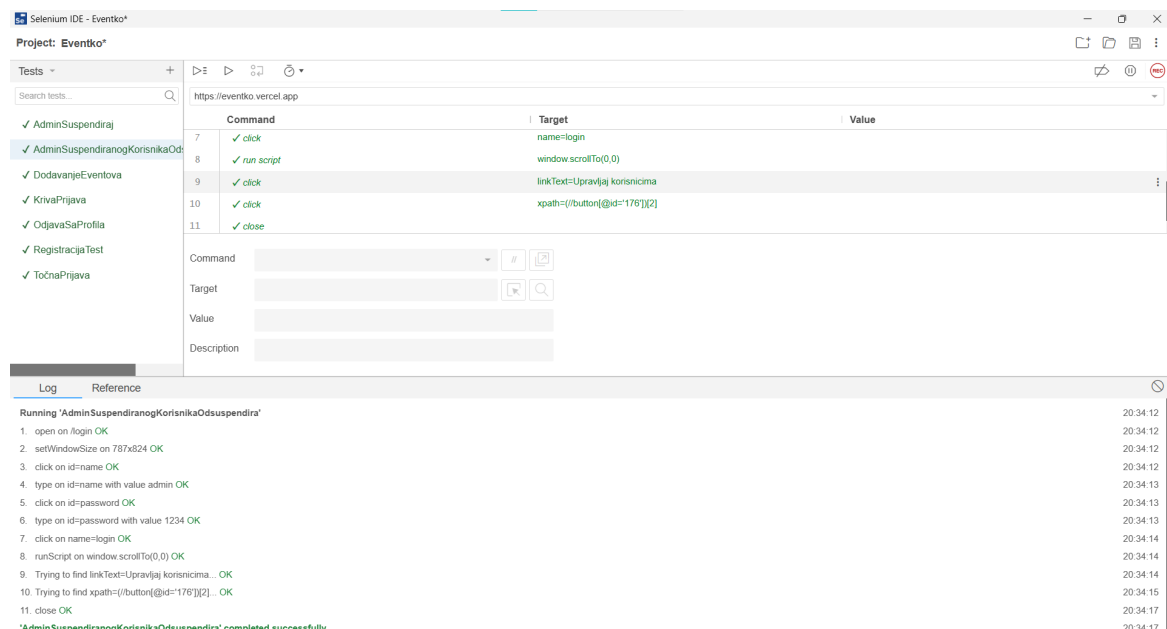 Selenium IDE - Eventko*
Project: Eventko*
Tests
Search tests...
✓ AdminSuspendiraj
✓ AdminSuspendiranogKorisnikaOds
✓ DodavanjeEventova
✓ KrivaPrijava
✓ OdjavaSaProfila
✓ RegistracijaTest
✓ TočnaPrijava
REC
https://eventko.vercel.app
Command Target Value
7 ✓ click name=login
8 ✓ run script window.scrollTo(0,0)
9 ✓ click linkText=Upravljaj korisnicima
10 ✓ click xpath=(//button[@id='176'])[2]
11 ✓ close
Command //
Target
Value
Description
Log Reference
Running 'AdminSuspendiranogKorisnikaOdsuspendira' 20:34:12
1. open on /login OK 20:34:12
2. setWindowSize on 787x824 OK 20:34:12
3. click on id=name OK 20:34:12
4. type on id=name with value admin OK 20:34:13
5. click on id=password OK 20:34:13
6. type on id=password with value 1234 OK 20:34:13
7. click on name=login OK 20:34:14
8. runScript on window.scrollTo(0,0) OK 20:34:14
9. Trying to find linkText=Upravljaj korisnicima... OK 20:34:14
10. Trying to find xpath=(//button[@id='176'])[2]... OK 20:34:15
11. close OK 20:34:17
'AdminSuspendiranogKorisnikaOdsuspendira' completed successfully 20:34:17